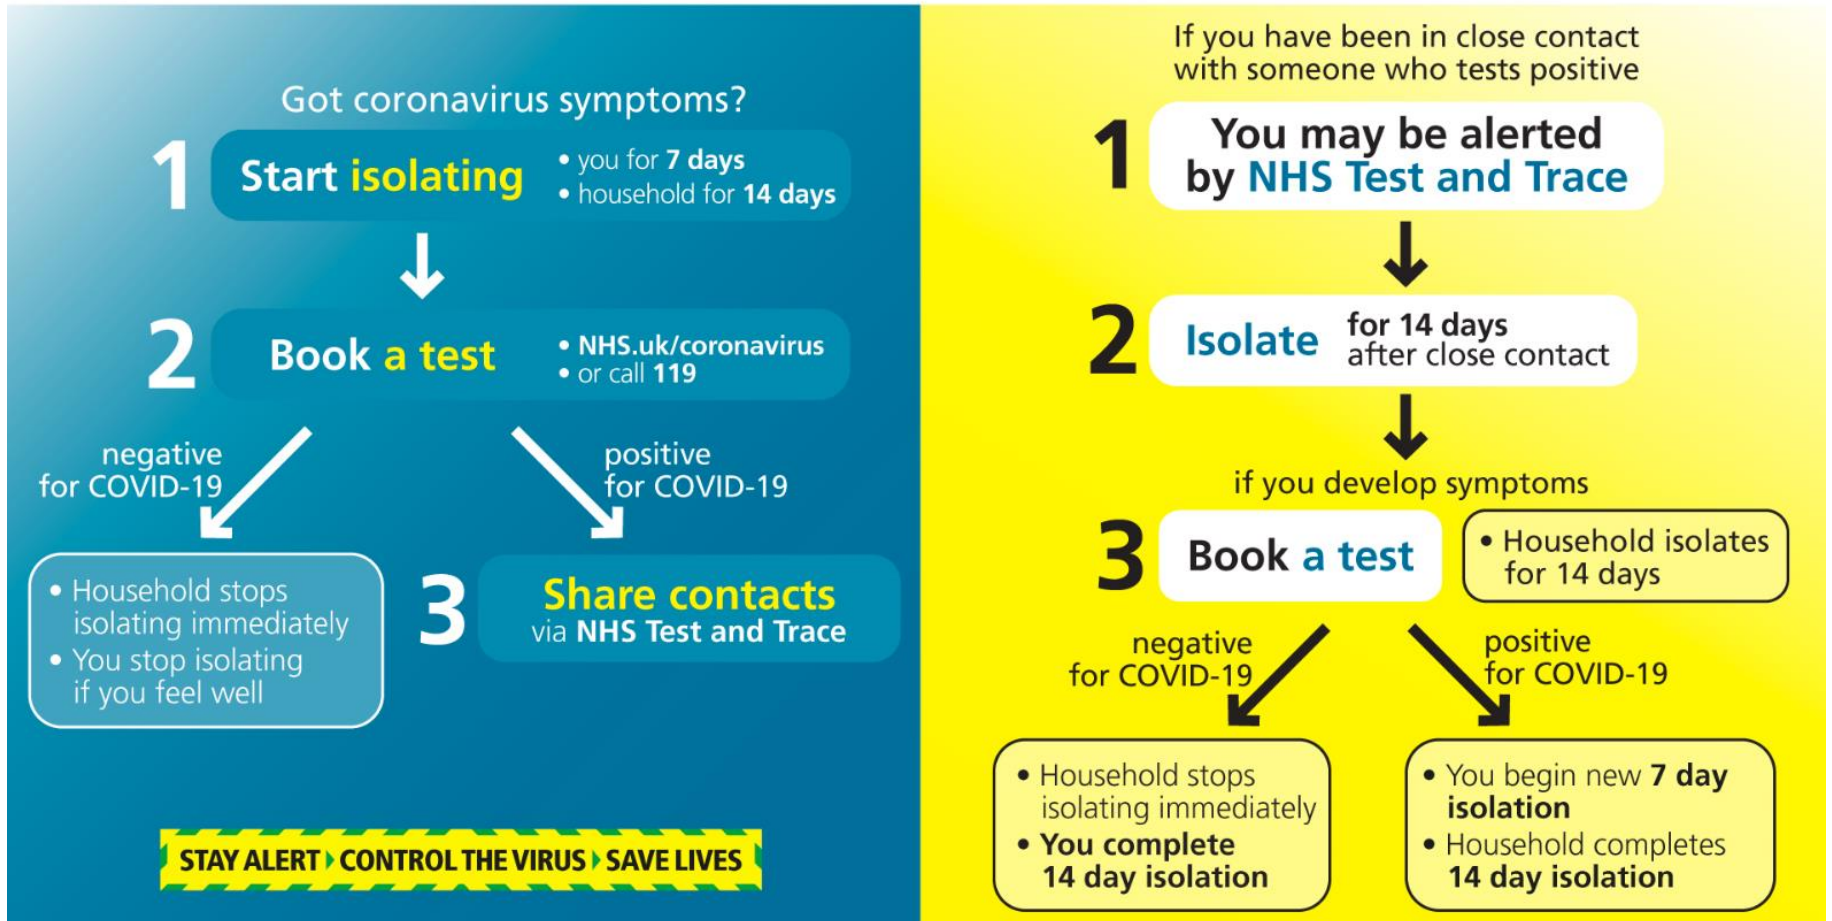 Got coronavirus symptoms?
1
Start isolating
• you for 7 days
• household for 14 days
2
Book a test
• NHS.uk/coronavirus
• or call 119
negative
for COVID-19
positive
for COVID-19
• Household stops
isolating immediately
• You stop isolating
if you feel well
3
Share contacts
via NHS Test and Trace
STAY ALERT CONTROL THE VIRUS SAVE LIVES
If you have been in close contact
with someone who tests positive
1
You may be alerted
by NHS Test and Trace
2
Isolate
for 14 days
after close contact
if you develop symptoms
3
Book a test
• Household isolates
for 14 days
negative
for COVID-19
positive
for COVID-19
• Household stops
isolating immediately
• You complete
14 day isolation
• You begin new 7 day
isolation
• Household completes
14 day isolation